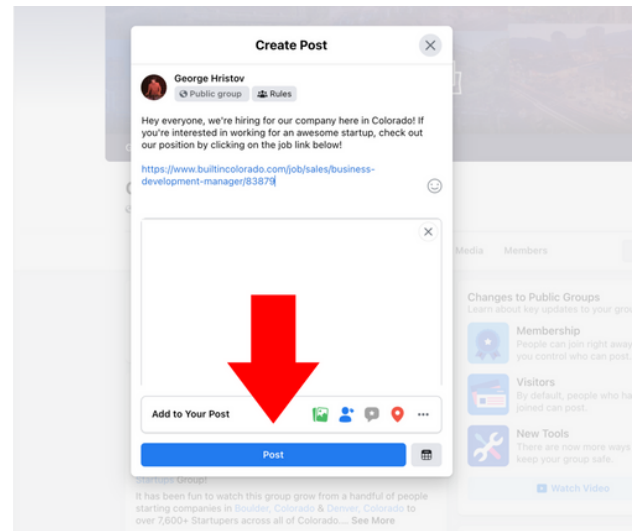 Create Post
George Hristov
Public group Rules
Hey everyone, we're hiring for our company here in Colorado! If
you're interested in working for an awesome startup, check out
our position by clicking on the job link below!
https://www.builtincolorado.com/job/sales/business-
development-manager/83879
Add to Your Post
Post
Media Members
Changes to Public Groups
Learn about key updates to your
Membership
People can join right away
you control who can post.
Visitors
By default, people who
joined can post.
New Tools
There are now more ways
keep your group safe.
Watch Video
Startups Group!
It has been fun to watch this group grow from a handful of people
starting companies in Boulder, Colorado & Denver, Colorado to
over 7,600+ Startupers across all of Colorado... See More